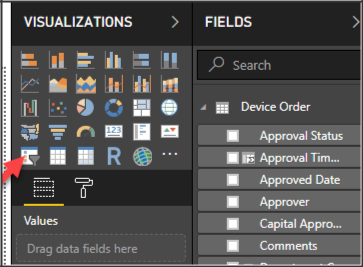 VISUALIZATIONS
FIELDS
Search
123
R
Device Order
Approval Status
Approval Tim...
Approved Date
Approver
Capital Appro...
Comments
Values
Drag data fields here